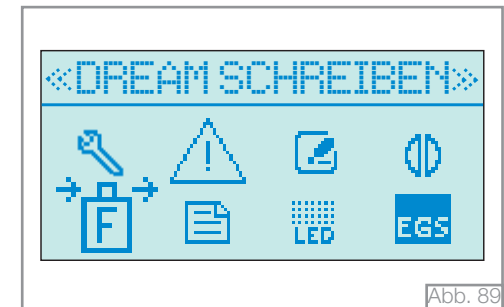 «DREAM SCHREIBEN»
F
LED
EGS
Abb. 89